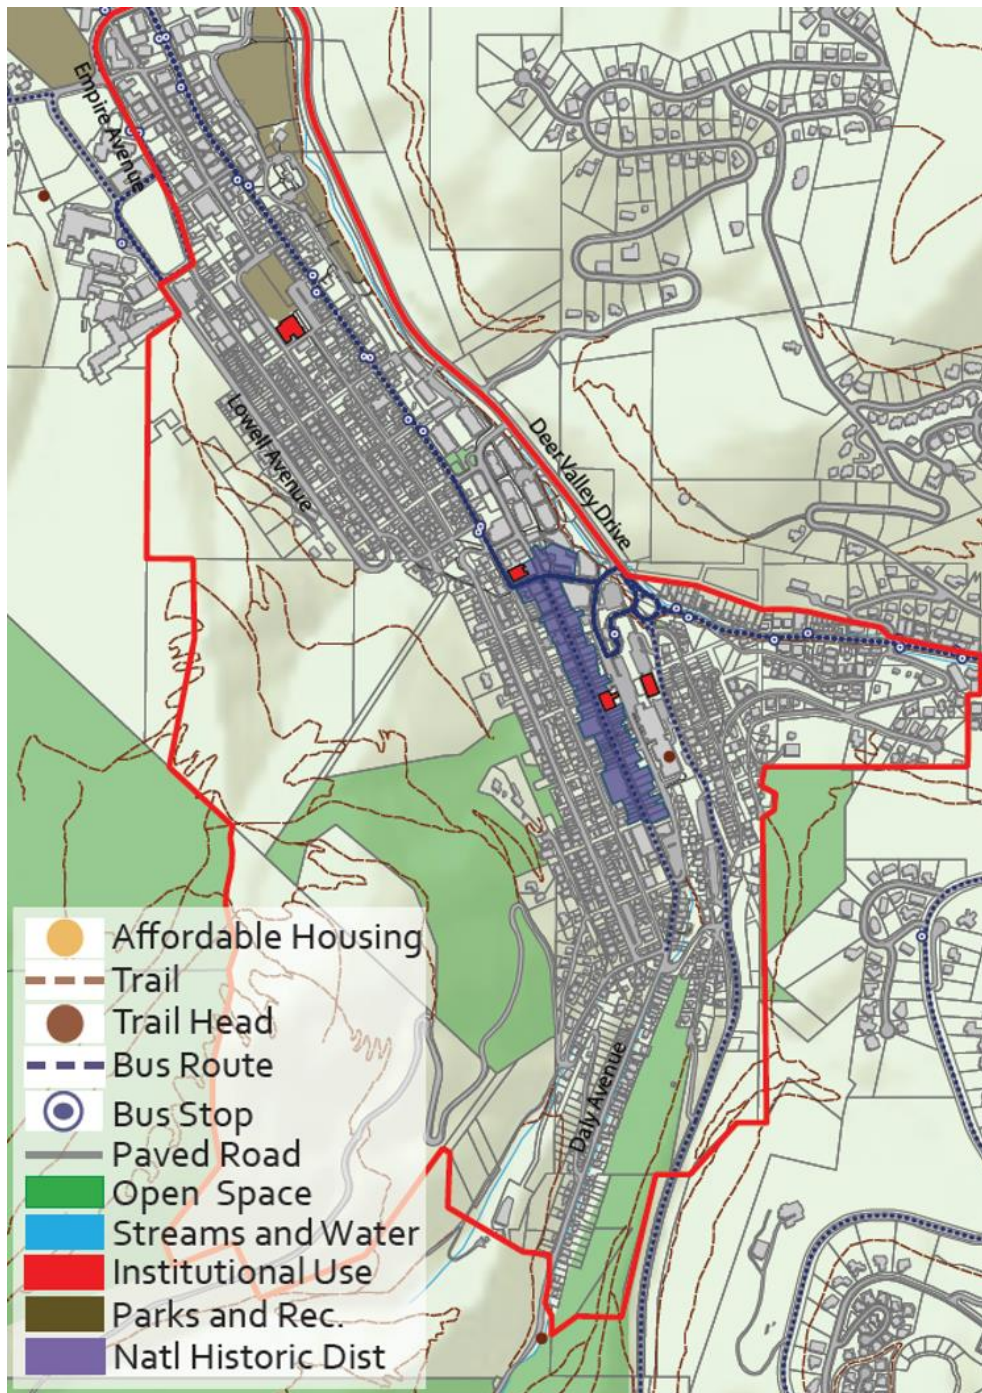 Empire Avenue
Lowell Avenue
Deer Valley Drive
Daly Avenue
Affordable Housing
Trail
Trail Head
Bus Route
Bus Stop
Paved Road
Open Space
Streams and Water
Institutional Use
Parks and Rec.
Natl Historic Dist